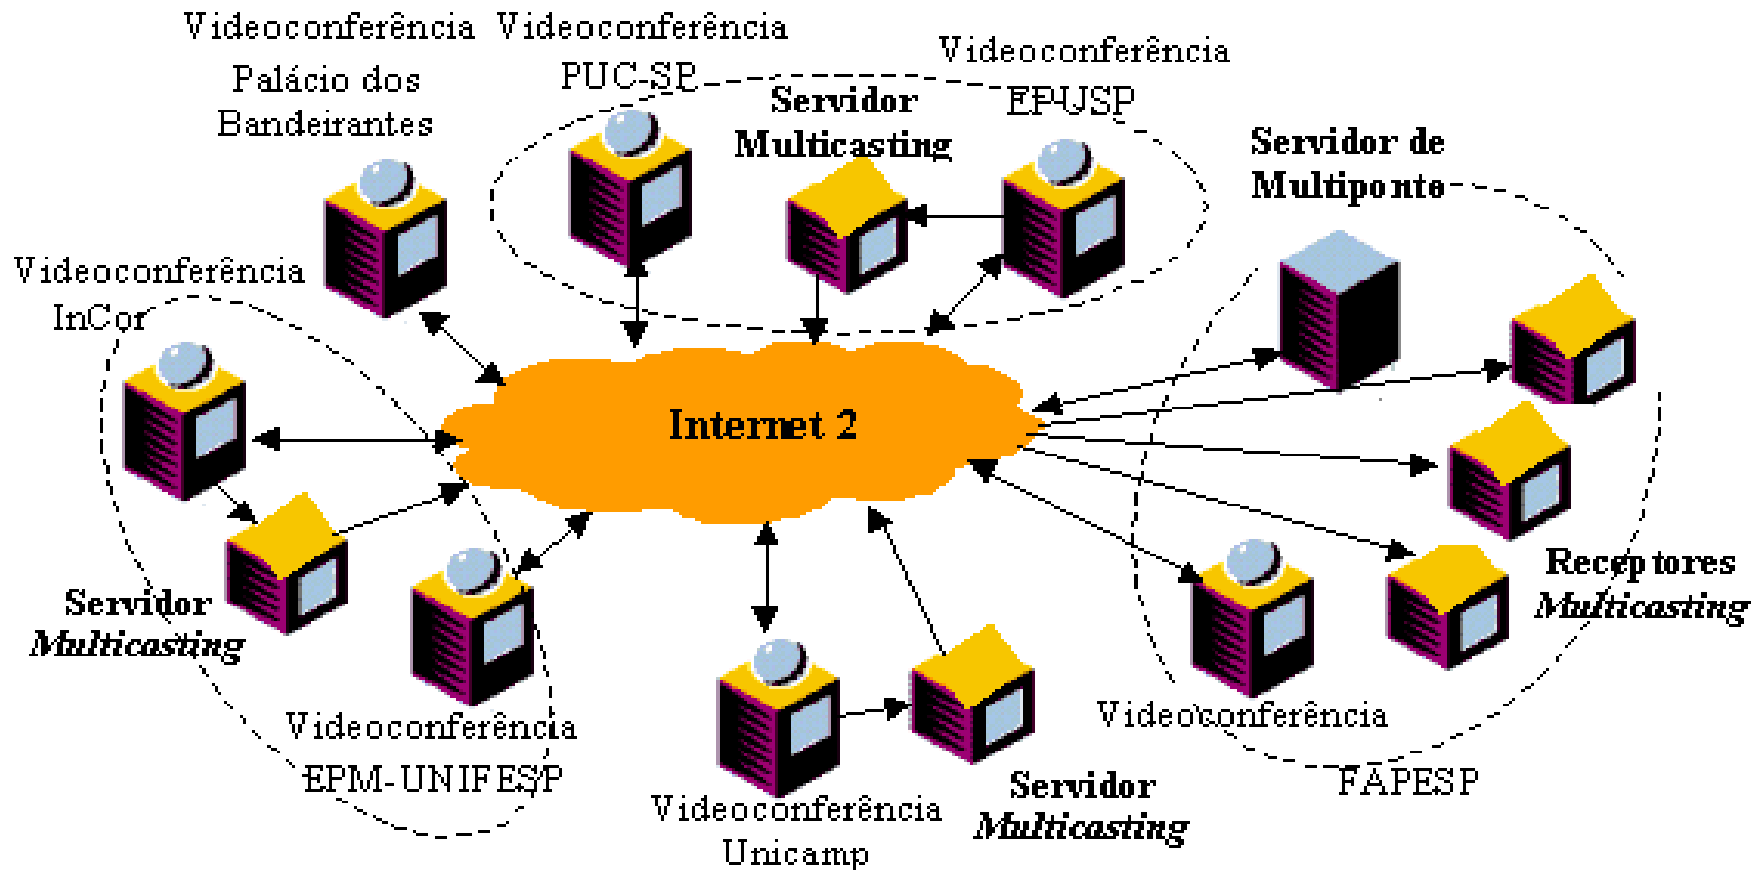 Videoconferência
Palácio dos
Bandeirantes
Videoconferência
PUC-SP
Servidor
Multicasting
Videoconferência
EP-USP
Servidor de
Multiponto
Videoconferência
InCor
Internet 2
Servidor
Multicasting
Videoconferência
EPM-UNIFESP
Videoconferência
Unicamp
Servidor
Multicasting
Receptores
Multicasting
Videoconferência
FAPESP